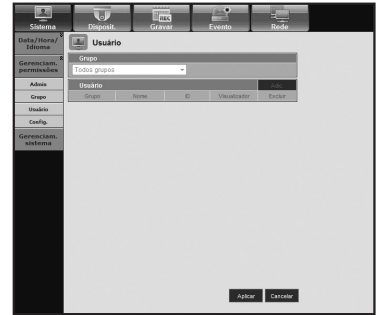 Sistema Disposit. Gravar Evento Rede
Data/Hora/
Idioma
Usuário
Gerenciam.
permissões
Grupo
Todos grupos
Admin
Usuário Adic.
Grupo
Grupo Nome ID Visualizador Excluir
Usuário
Config.
Gerenciam.
sistema
Aplicar Cancelar